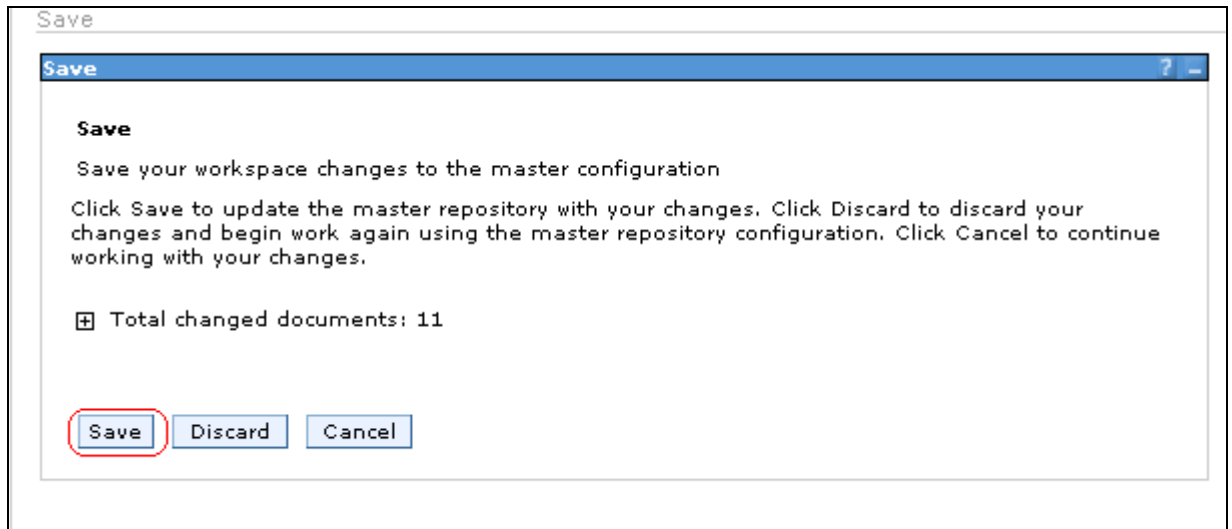 Save
Save ? -
Save
Save your workspace changes to the master configuration
Click Save to update the master repository with your changes. Click Discard to discard your
changes and begin work again using the master repository configuration. Click Cancel to continue
working with your changes.
+ Total changed documents: 11
Save Discard Cancel